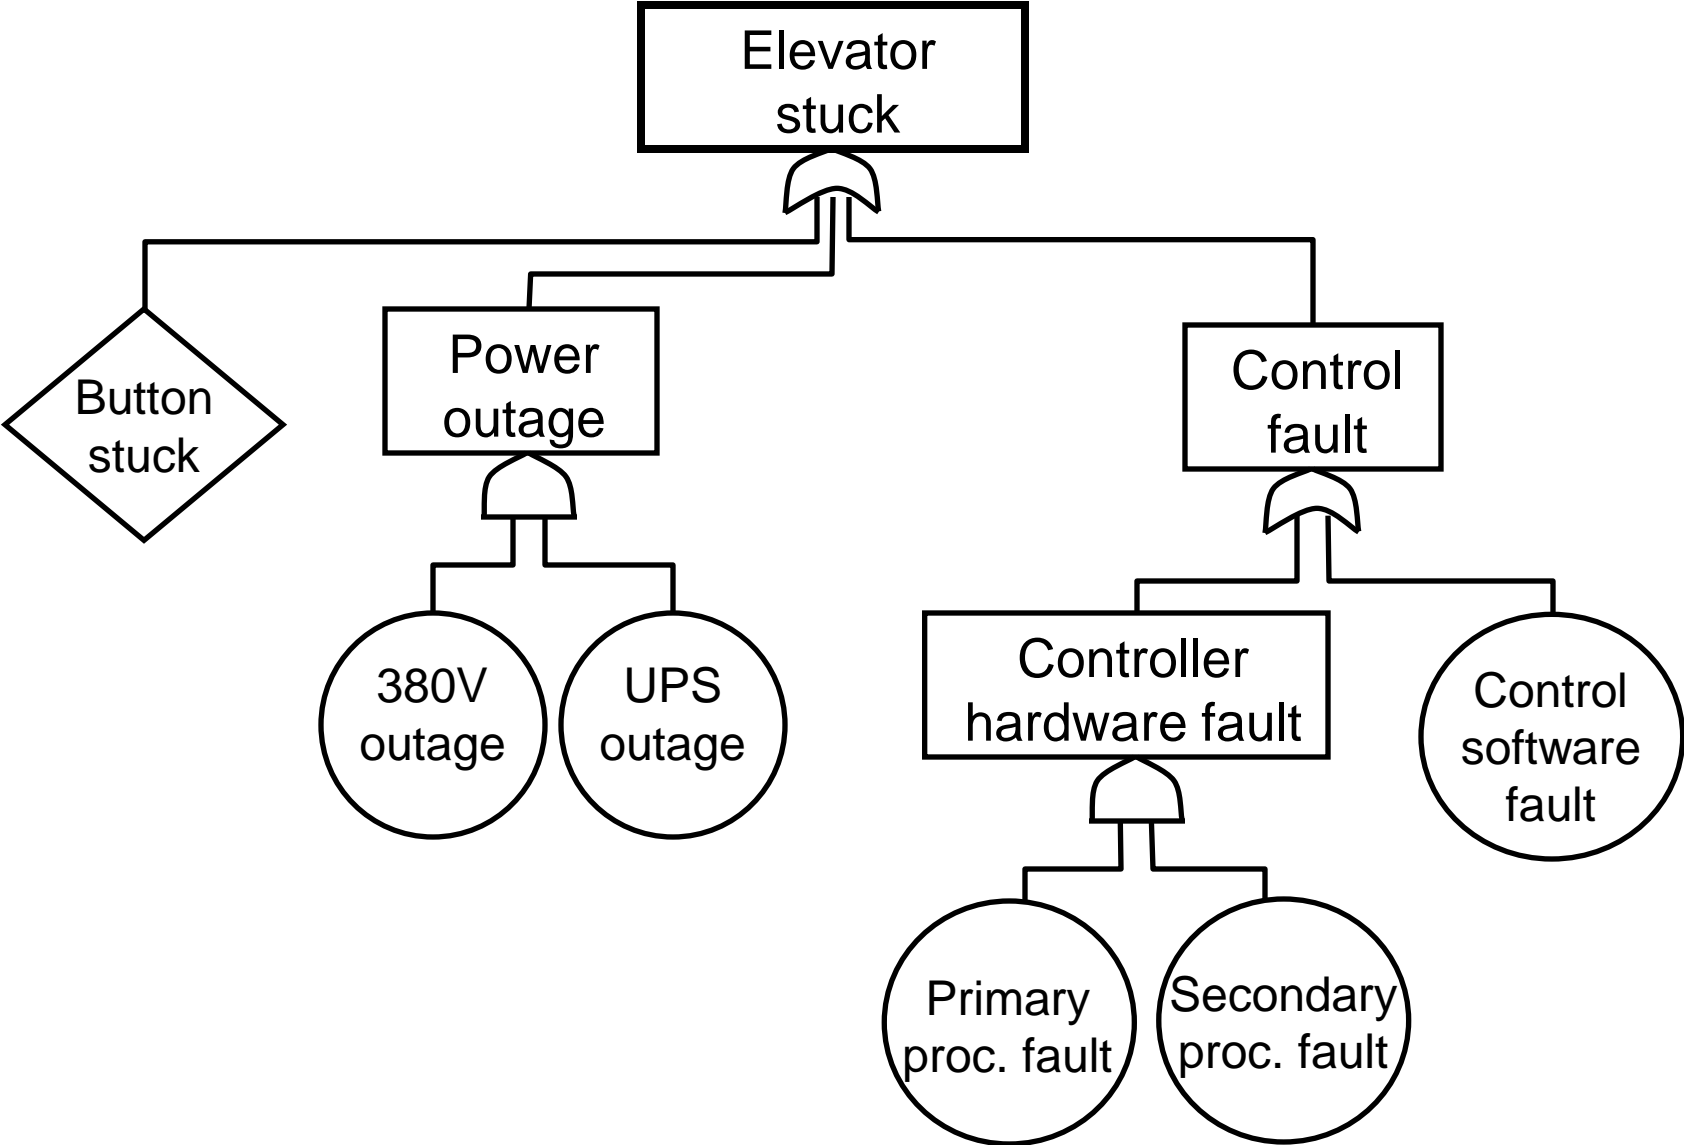 Elevator
stuck
Button
stuck
Power
outage
Control
fault
380V
outage
UPS
outage
Controller
hardware fault
Control
software
fault
Primary
proc. fault
Secondary
proc. fault